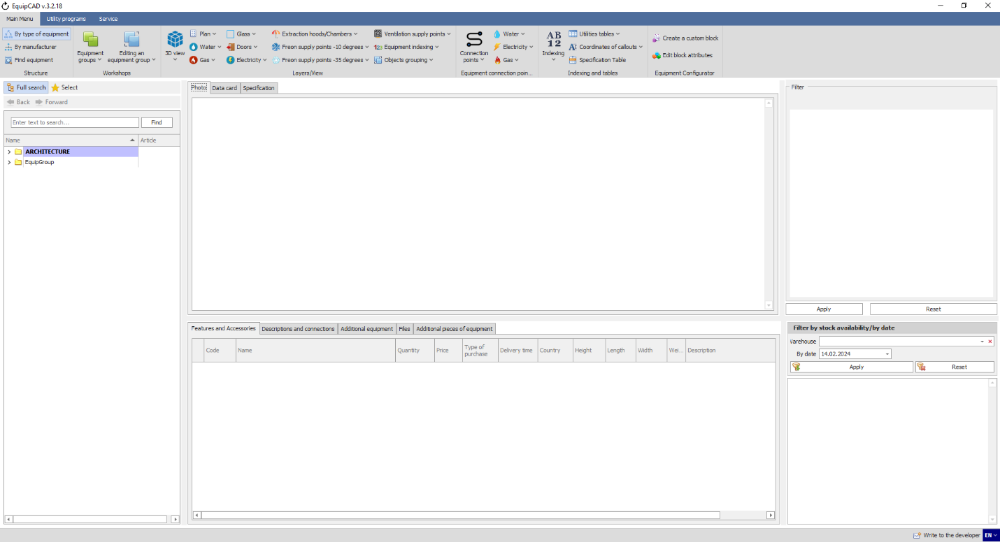 EquipCAD v.3.2.18
Main Menu Utility programs Service
By type of equipment
By manufacturer
Find equipment
Structure
Equipment groups
Editing an equipment group
Workshops
3D view
Plan
Water
Gas
Glass
Doors
Electricity
Extraction hoods/Chambers
Freon supply points -10 degrees
Freon supply points -35 degrees
Ventilation supply points
123 Equipment indexing
Objects grouping
Layers/View
Connection points
Water
Electricity
Gas
Equipment connection poin...
AB
12
Indexing
Utilities tables
A! Coordinates of callouts
Specification Table
Indexing and tables
Create a custom block
Edit block attributes
Equipment Configurator
Full search Select
Back Forward
Enter text to search... Find
Name Article
ARCHITECTURE
EquipGroup
Photo Data card Specification
Features and Accessories Descriptions and connections Additional equipment Files Additional pieces of equipment
Code Name Quantity Price Type of purchase Delivery time Country Height Length Width Wei... Description
Filter
Apply Reset
Filter by stock availability/by date
Warehouse
By date 14.02.2024
Apply Reset
Write to the developer EN